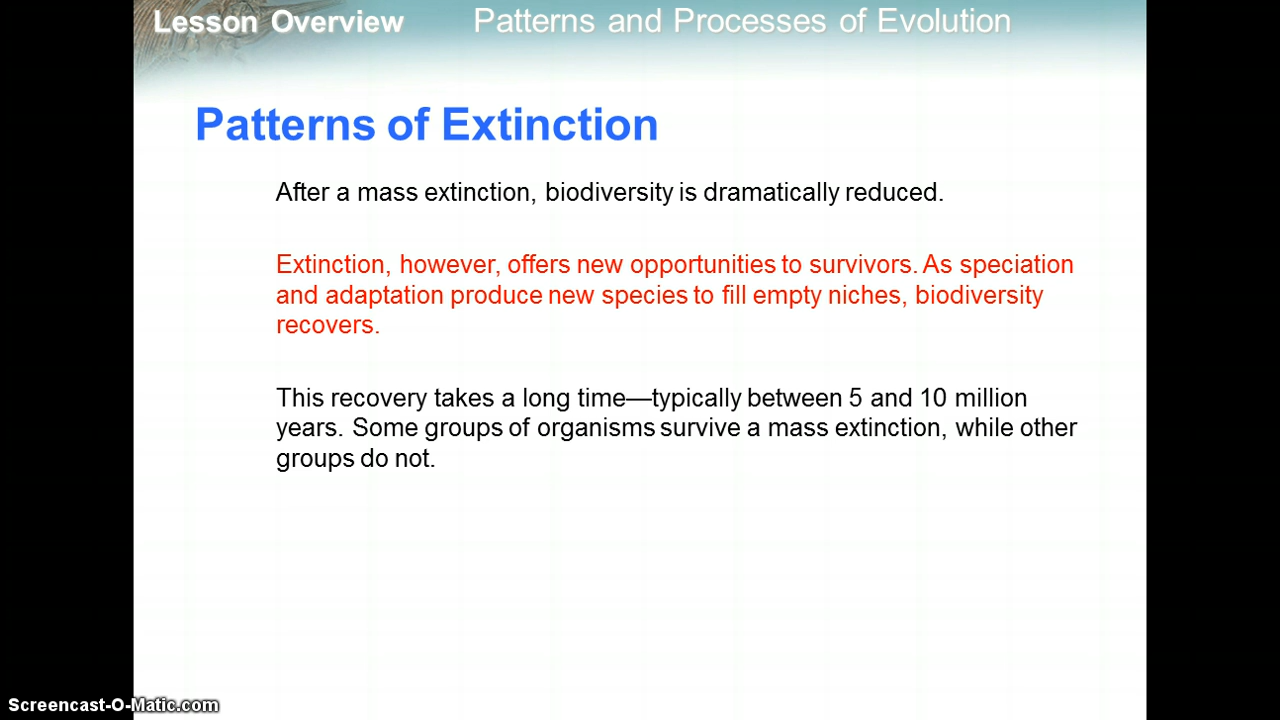 Lesson Overview Patterns and Processes of Evolution
Patterns of Extinction
After a mass extinction, biodiversity is dramatically reduced.
Extinction, however, offers new opportunities to survivors. As speciation
and adaptation produce new species to fill empty niches, biodiversity
recovers.
This recovery takes a long time—typically between 5 and 10 million
years. Some groups of organisms survive a mass extinction, while other
groups do not.
Screencast-O-Matic.com